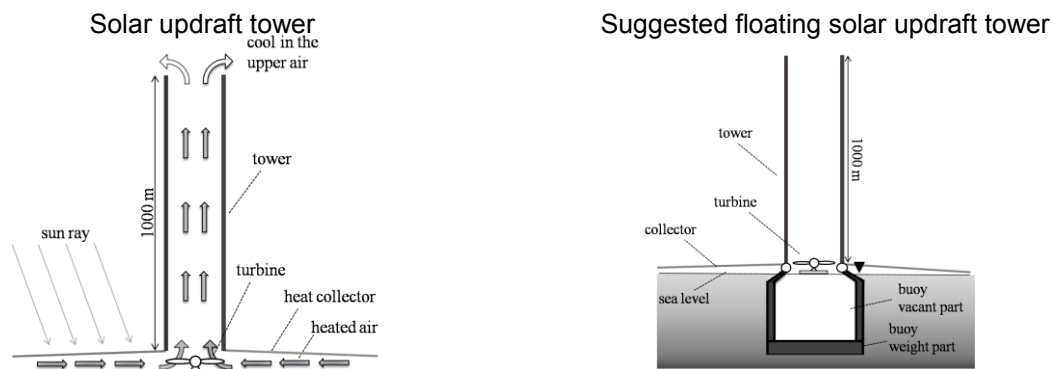 Solar updraft tower
cool in the
upper air
1000 m
tower
sun ray
turbine
heat collector
heated air
Suggested floating solar updraft tower
tower
1000 m
turbine
collector
sea level
buoy
vacant part
buoy
weight part